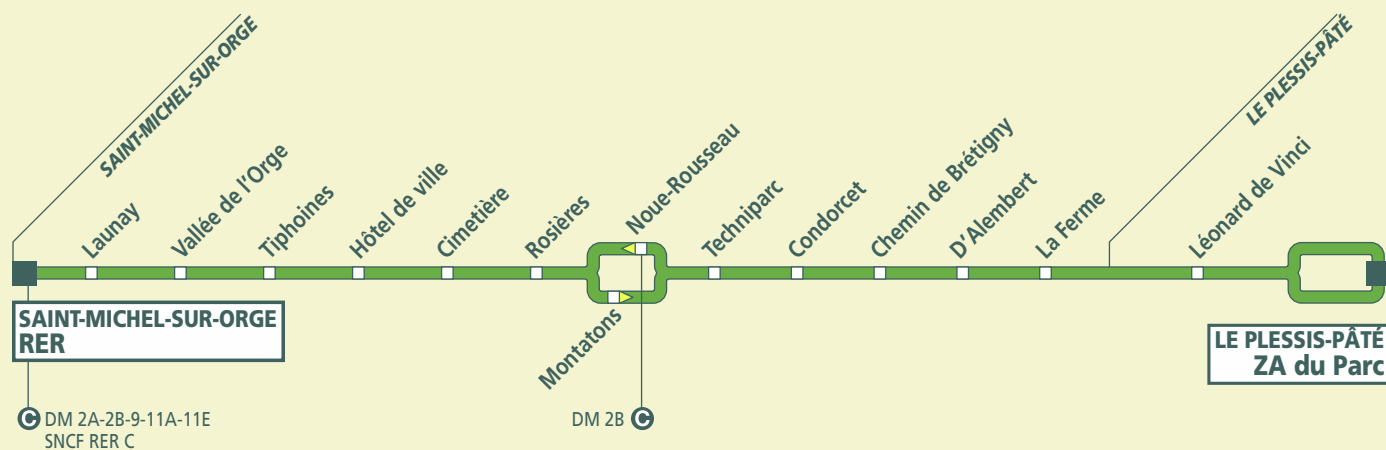 SAINT-MICHEL-SUR-ORGE
LE PLESSIS-PÂTÉ
Launay
Vallée de l'Orge
Tiphoines
Hôtel de ville
Cimetière
Rosières
Noue-Rousseau
Montatons
Techniparc
Condorcet
Chemin de Brétigny
D'Alembert
La Ferme
Léonard de Vinci
SAINT-MICHEL-SUR-ORGE
RER
LE PLESSIS-PÂTÉ
ZA du Parc
C DM 2A-2B-9-11A-11E
SNCF RER C
DM 2B C